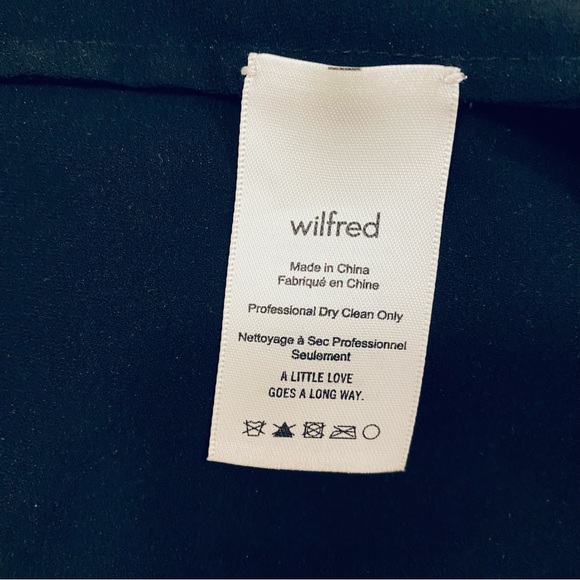 wilfred
Made in China
Fabriqué en Chine
Professional Dry Clean Only
Nettoyage à Sec Professionnel
Seulement
A LITTLE LOVE
GOES A LONG WAY.